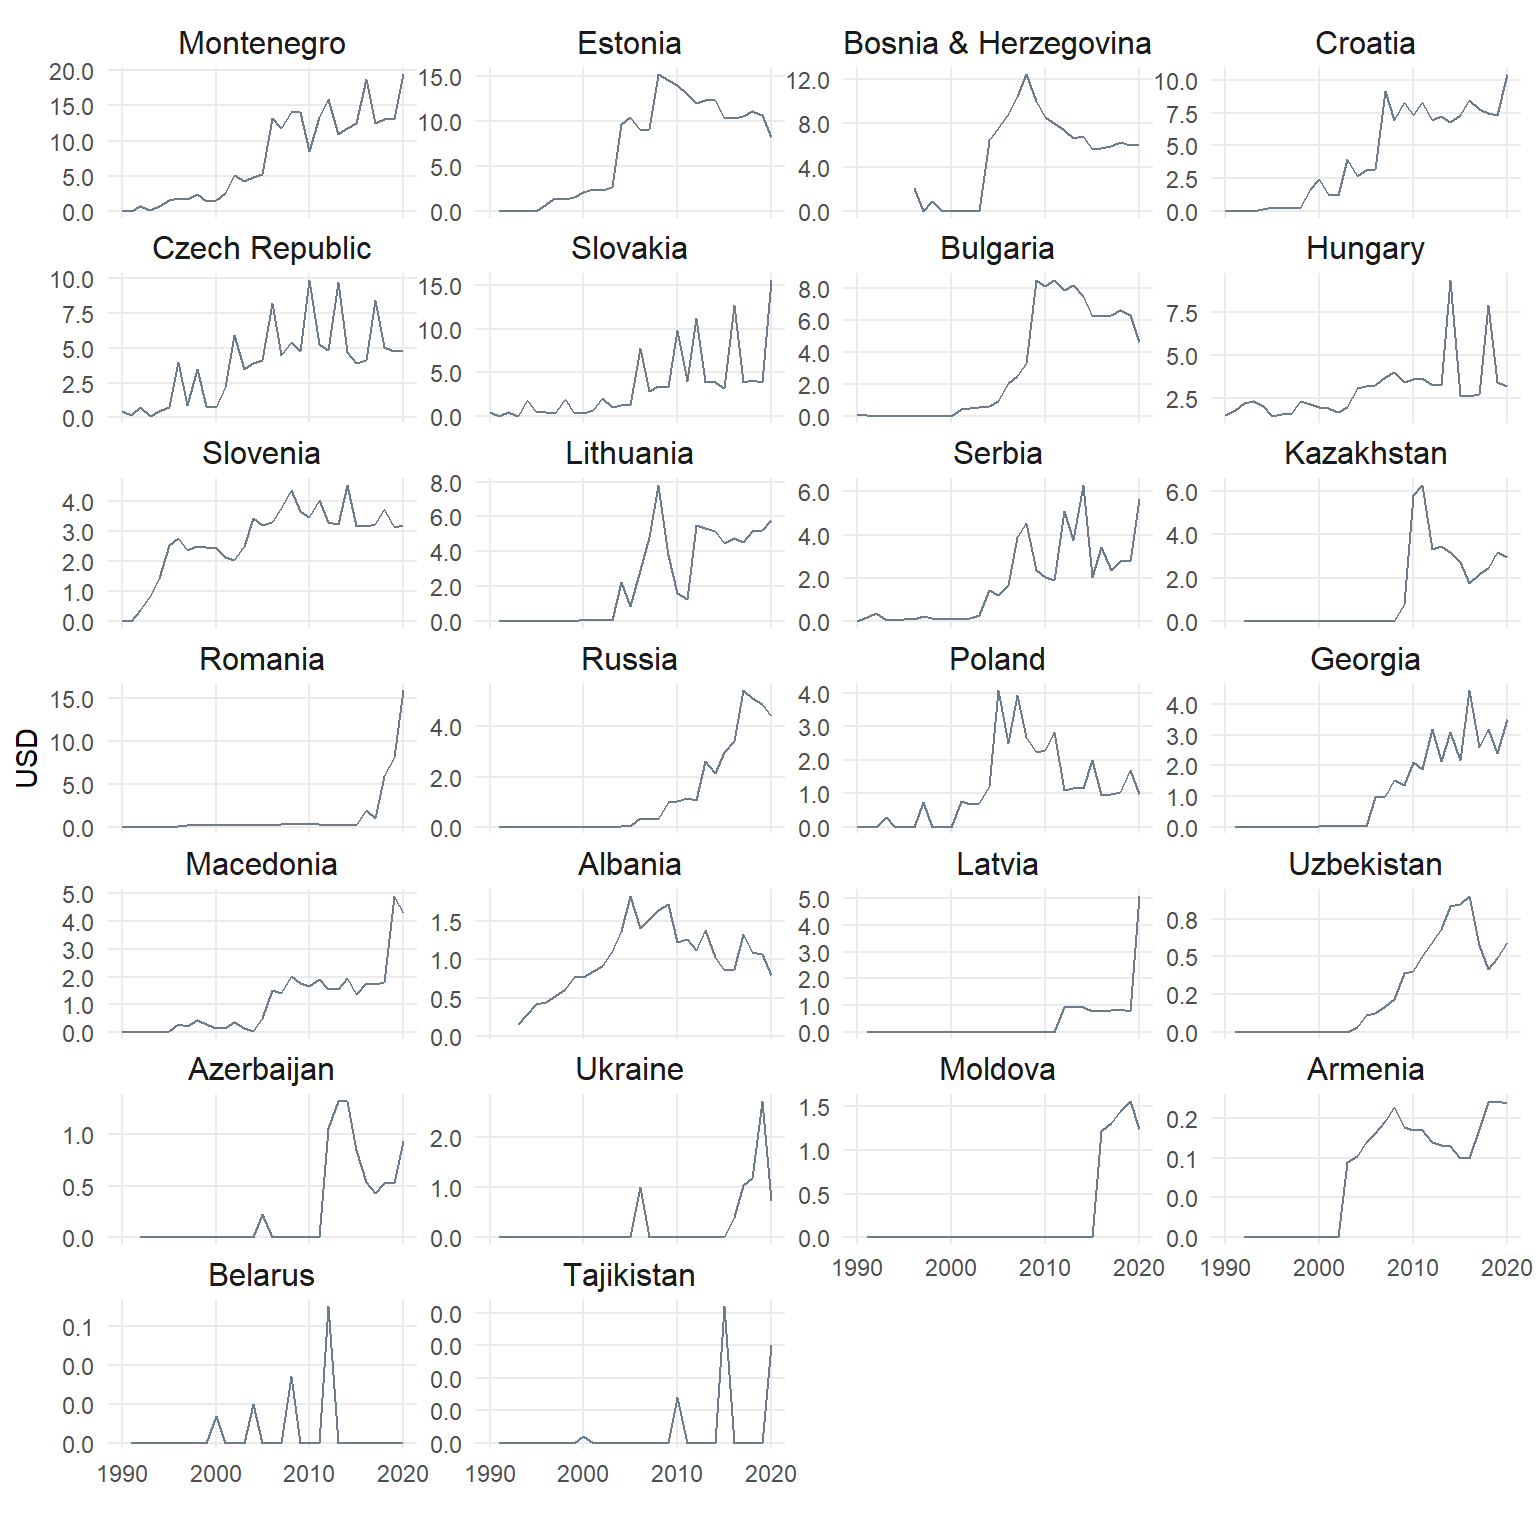 Montenegro Estonia Bosnia & Herzegovina Croatia
20.0 15.0 12.0 10.0
15.0 10.0 8.0 7.5
10.0 5.0 4.0 5.0
5.0 0.0 0.0 2.5
0.0 0.0
Czech Republic Slovakia Bulgaria Hungary
10.0 15.0 8.0 7.5
7.5 10.0 6.0 5.0
5.0 5.0 4.0 2.5
2.5 0.0 2.0
0.0 0.0
Slovenia Lithuania Serbia Kazakhstan
4.0 8.0 6.0 6.0
3.0 6.0 4.0 4.0
2.0 4.0 2.0 2.0
1.0 2.0 0.0 0.0
0.0 0.0
Romania Russia Poland Georgia
15.0 4.0 4.0 4.0
10.0 2.0 3.0 3.0
5.0 0.0 2.0 2.0
0.0 1.0 1.0
0.0 0.0
USD
Macedonia Albania Latvia Uzbekistan
5.0 1.5 5.0 0.8
4.0 1.0 4.0 0.5
3.0 0.5 3.0 0.2
2.0 0.0 2.0 0.0
1.0 1.0
0.0 0.0
Azerbaijan Ukraine Moldova Armenia
1.0 2.0 1.5 0.2
0.5 1.0 1.0 0.1
0.0 0.0 0.5 0.0
0.0 0.0
1990 2000 2010 2020 1990 2000 2010 2020
Belarus Tajikistan
0.1 0.0
0.0 0.0
0.0 0.0
0.0 0.0
0.0
1990 2000 2010 2020 1990 2000 2010 2020